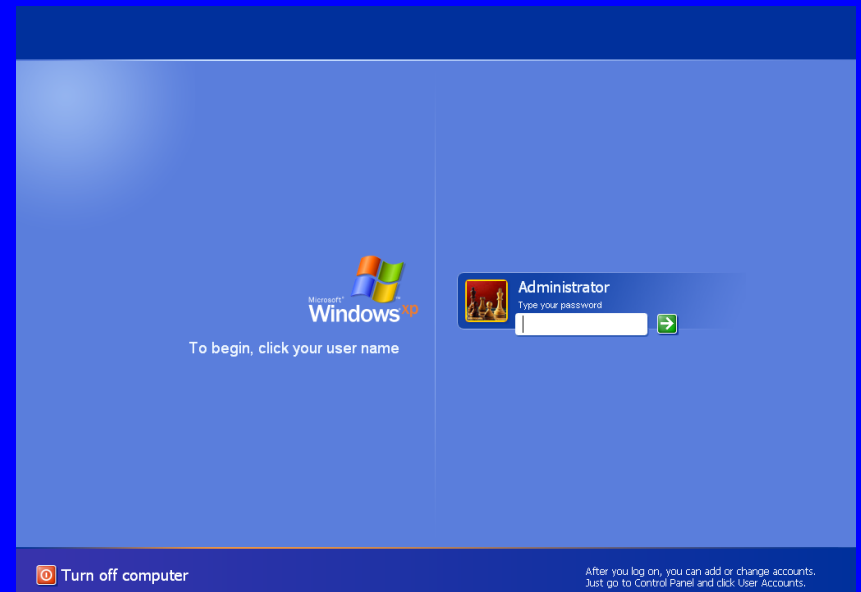 Microsoft®
Windows xp
To begin, click your user name
Administrator
Type your password
Turn off computer
After you log on, you can add or change accounts.
Just go to Control Panel and click User Accounts.